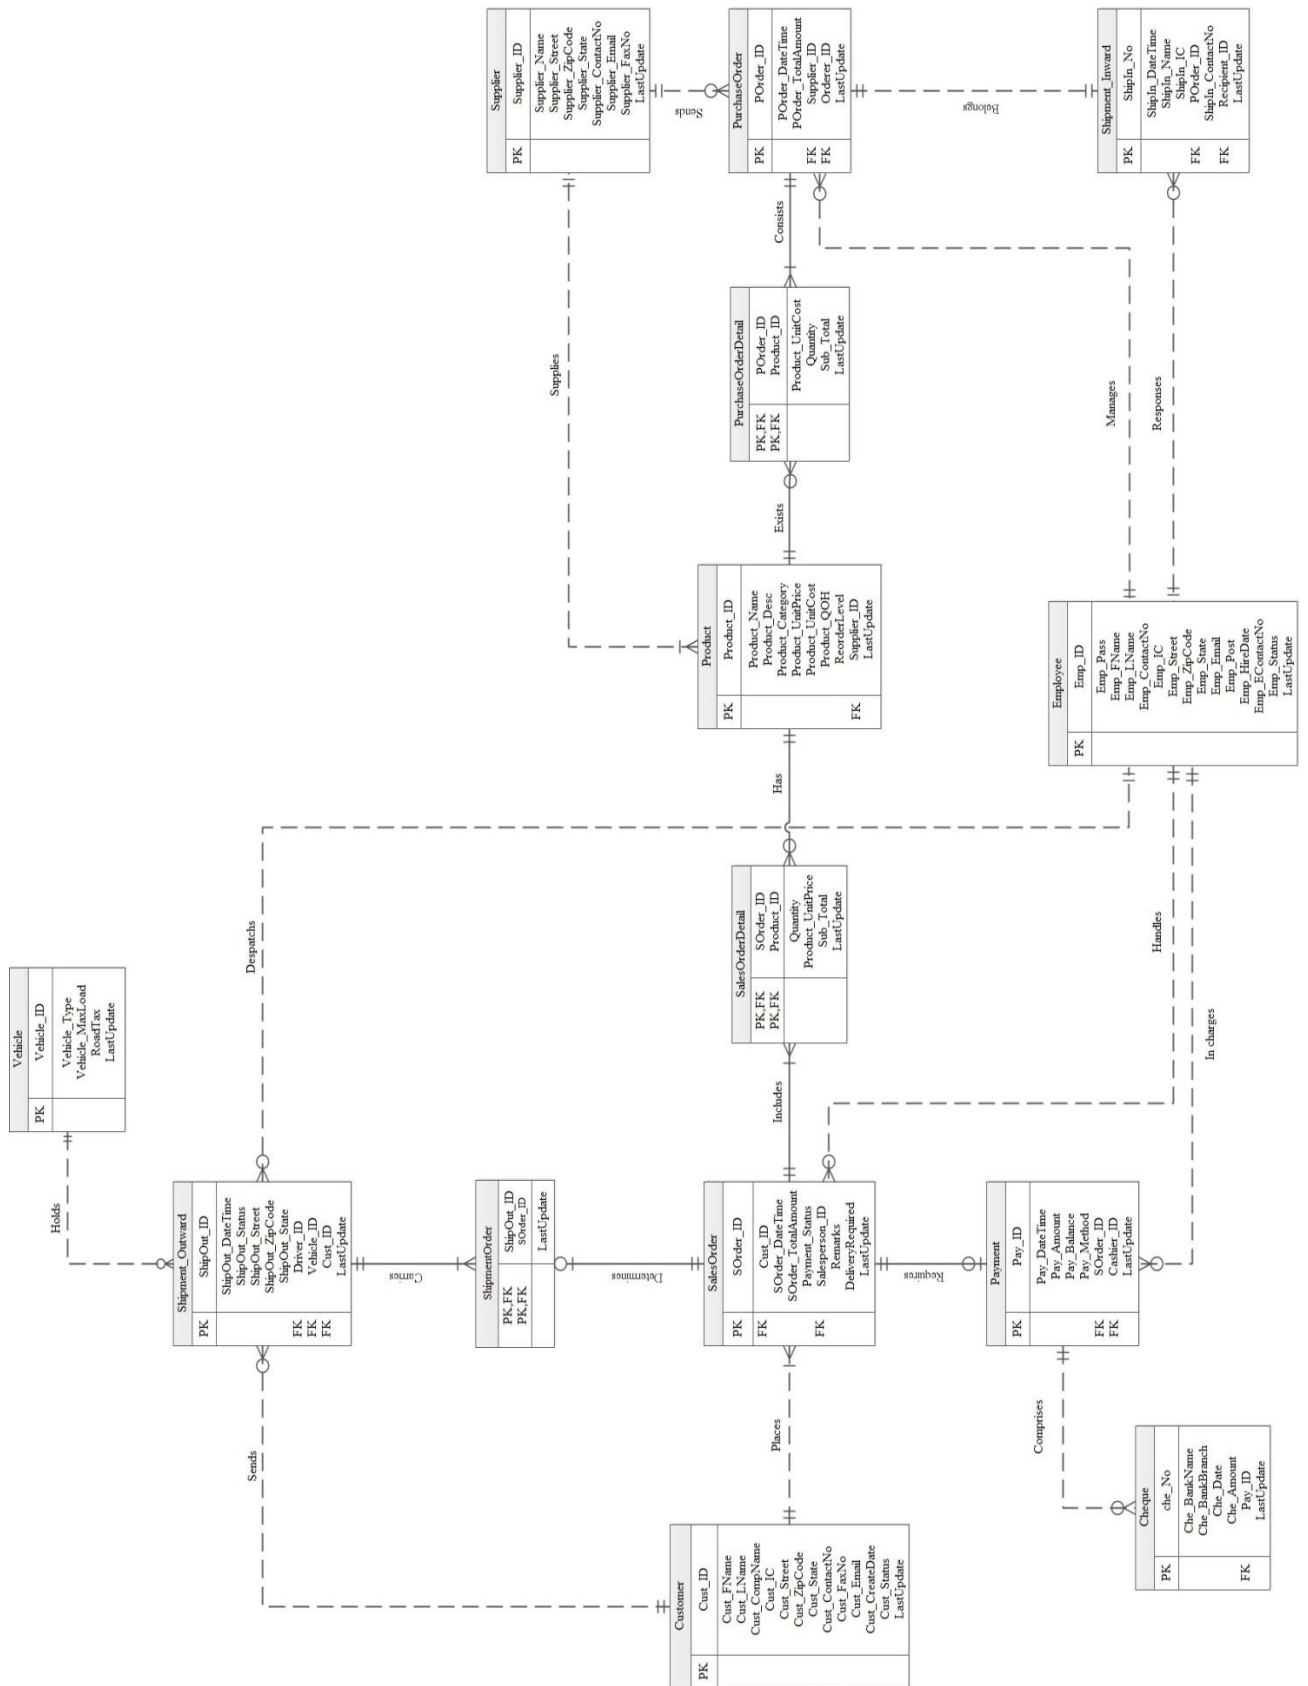 Vehicle
PK Vehicle_ID
Vehicle_Type
Vehicle_MaxLoad
RoadTax
LastUpdate
Holds
Shipment_Outward
PK ShipOut_ID
ShipOut_DateTime
ShipOut_Status
ShipOut_Street
ShipOut_ZipCode
ShipOut_State
FK Driver_ID
FK Vehicle_ID
FK Cust_ID
LastUpdate
Sends
Despatchs
Carries
ShipmentOrder
PK,FK ShipOut_ID
PK,FK SOrder_ID
LastUpdate
Determines
Supplier
PK Supplier_ID
Supplier_Name
Supplier_Street
Supplier_ZipCode
Supplier_State
Supplier_ContactNo
Supplier_Email
Supplier_FaxNo
LastUpdate
Supplies
Sends
Customer
PK Cust_ID
Cust_FName
Cust_LName
Cust_CompName
Cust_IC
Cust_Street
Cust_ZipCode
Cust_State
Cust_ContactNo
Cust_FaxNo
Cust_Email
Cust_CreateDate
Cust_Status
LastUpdate
Places
SalesOrder
PK SOrder_ID
FK Cust_ID
SOrder_DateTime
SOrder_TotalAmount
Payment_Status
FK Salesperson_ID
Remarks
DeliveryRequired
LastUpdate
Includes
SalesOrderDetail
PK,FK SOrder_ID
PK,FK Product_ID
Quantity
Product_UnitPrice
Sub_Total
LastUpdate
Has
Product
PK Product_ID
Product_Name
Product_Desc
Product_Category
Product_UnitPrice
Product_UnitCost
Product_QOH
ReorderLevel
FK Supplier_ID
LastUpdate
Exists
PurchaseOrderDetail
PK,FK POrder_ID
PK,FK Product_ID
Product_UnitCost
Quantity
Sub_Total
LastUpdate
Consists
PurchaseOrder
PK POrder_ID
POrder_DateTime
POrder_TotalAmount
FK Supplier_ID
FK Orderer_ID
LastUpdate
Requires
Belongs
Payment
PK Pay_ID
Pay_DateTime
Pay_Amount
Pay_Balance
Pay_Method
FK SOrder_ID
FK Cashier_ID
LastUpdate
Comprises
Handles
In charges
Manages
Responses
Cheque
PK che_No
Che_BankName
Che_BankBranch
Che_Date
Che_Amount
FK Pay_ID
LastUpdate
Employee
PK Emp_ID
Emp_Pass
Emp_FName
Emp_LName
Emp_ContactNo
Emp_IC
Emp_Street
Emp_ZipCode
Emp_State
Emp_Email
Emp_Post
Emp_HireDate
Emp_EContactNo
Emp_Status
LastUpdate
Shipment_Inward
PK ShipIn_No
ShipIn_DateTime
ShipIn_Name
ShipIn_IC
FK POrder_ID
ShipIn_ContactNo
FK Recipient_ID
LastUpdate